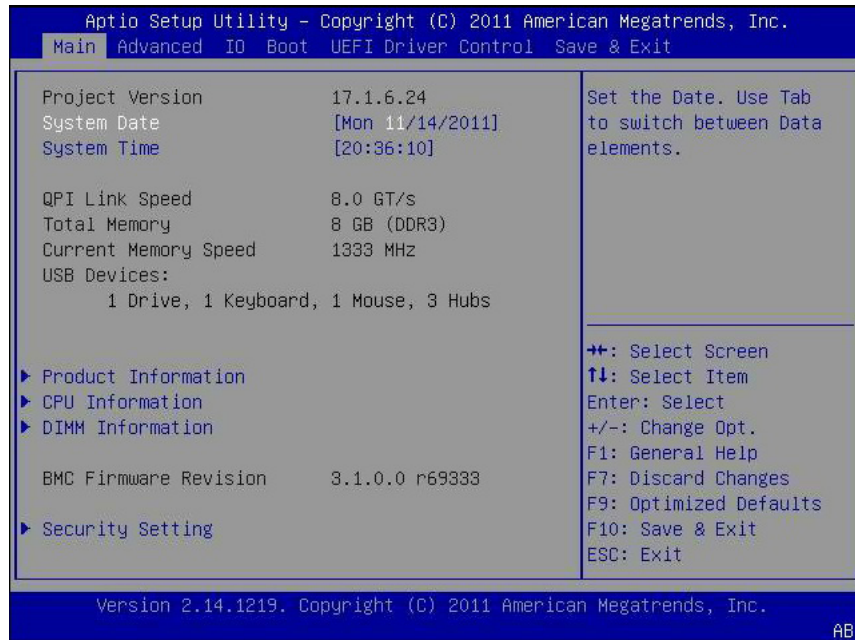 Aptio Setup Utility – Copyright (C) 2011 American Megatrends, Inc.
Main Advanced IO Boot UEFI Driver Control Save & Exit
Project Version 17.1.6.24
System Date [Mon 11/14/2011]
System Time [20:36:10]
QPI Link Speed 8.0 GT/s
Total Memory 8 GB (DDR3)
Current Memory Speed 1333 MHz
USB Devices:
1 Drive, 1 Keyboard, 1 Mouse, 3 Hubs
▶ Product Information
▶ CPU Information
▶ DIMM Information
BMC Firmware Revision 3.1.0.0 r69333
▶ Security Setting
Set the Date. Use Tab
to switch between Data
elements.
→←: Select Screen
↑↓: Select Item
Enter: Select
+/-: Change Opt.
F1: General Help
F7: Discard Changes
F9: Optimized Defaults
F10: Save & Exit
ESC: Exit
Version 2.14.1219. Copyright (C) 2011 American Megatrends, Inc.
AB